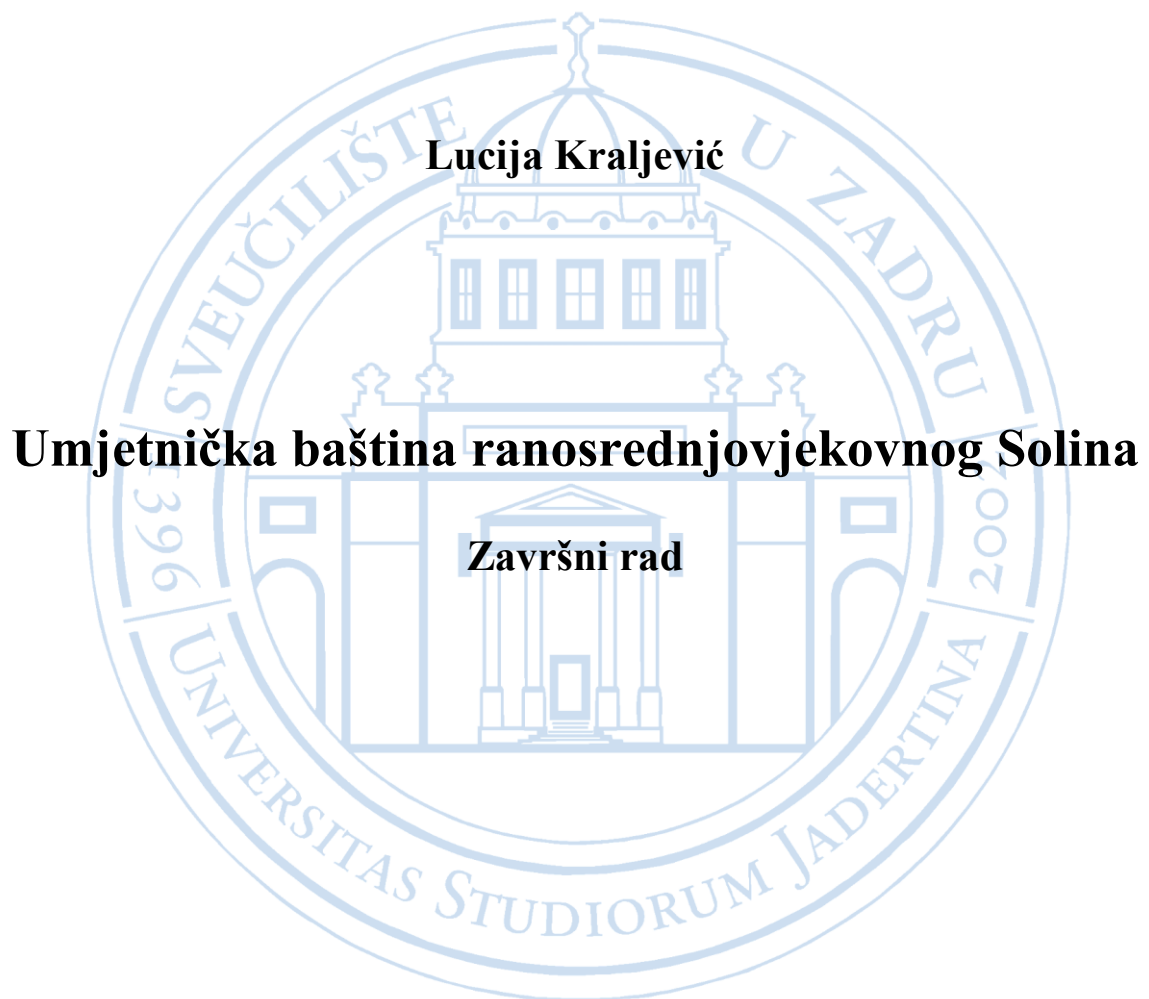 Lucija Kraljević
Umjetnička baština ranosrednjovjekovnog Solina
Završni rad
SVEUČILIŠTE U ZADRU
1396
2002
UNIVERSITAS STUDIORUM JADERTINA